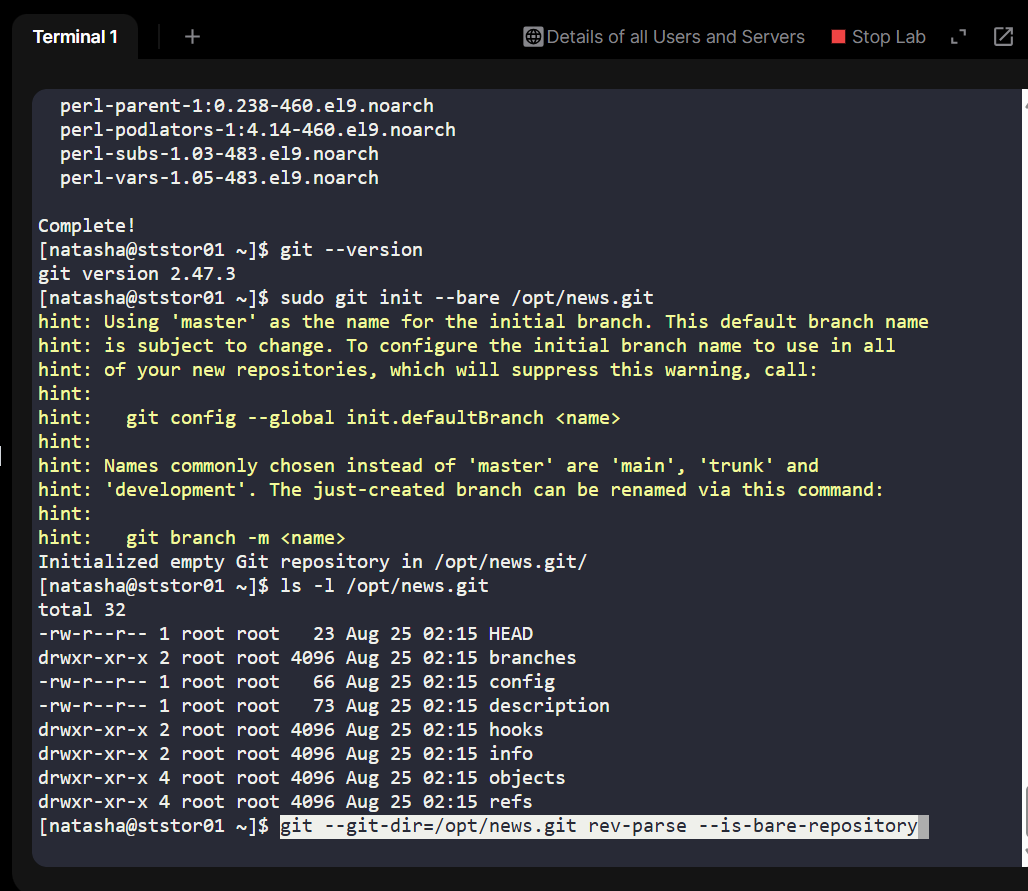 Terminal 1
+
Details of all Users and Servers
Stop Lab
perl-parent-1:0.238-460.el9.noarch
perl-podlators-1:4.14-460.el9.noarch
perl-subs-1.03-483.el9.noarch
perl-vars-1.05-483.el9.noarch
Complete!
[natasha@ststor01 ~]$ git --version
git version 2.47.3
[natasha@ststor01 ~]$ sudo git init --bare /opt/news.git
hint: Using 'master' as the name for the initial branch. This default branch name
hint: is subject to change. To configure the initial branch name to use in all
hint: of your new repositories, which will suppress this warning, call:
hint:
hint:   git config --global init.defaultBranch <name>
hint:
hint: Names commonly chosen instead of 'master' are 'main', 'trunk' and
hint: 'development'. The just-created branch can be renamed via this command:
hint:
hint:   git branch -m <name>
Initialized empty Git repository in /opt/news.git/
[natasha@ststor01 ~]$ ls -l /opt/news.git
total 32
-rw-r--r-- 1 root root   23 Aug 25 02:15 HEAD
drwxr-xr-x 2 root root 4096 Aug 25 02:15 branches
-rw-r--r-- 1 root root   66 Aug 25 02:15 config
-rw-r--r-- 1 root root   73 Aug 25 02:15 description
drwxr-xr-x 2 root root 4096 Aug 25 02:15 hooks
drwxr-xr-x 2 root root 4096 Aug 25 02:15 info
drwxr-xr-x 4 root root 4096 Aug 25 02:15 objects
drwxr-xr-x 4 root root 4096 Aug 25 02:15 refs
[natasha@ststor01 ~]$ git --git-dir=/opt/news.git rev-parse --is-bare-repository